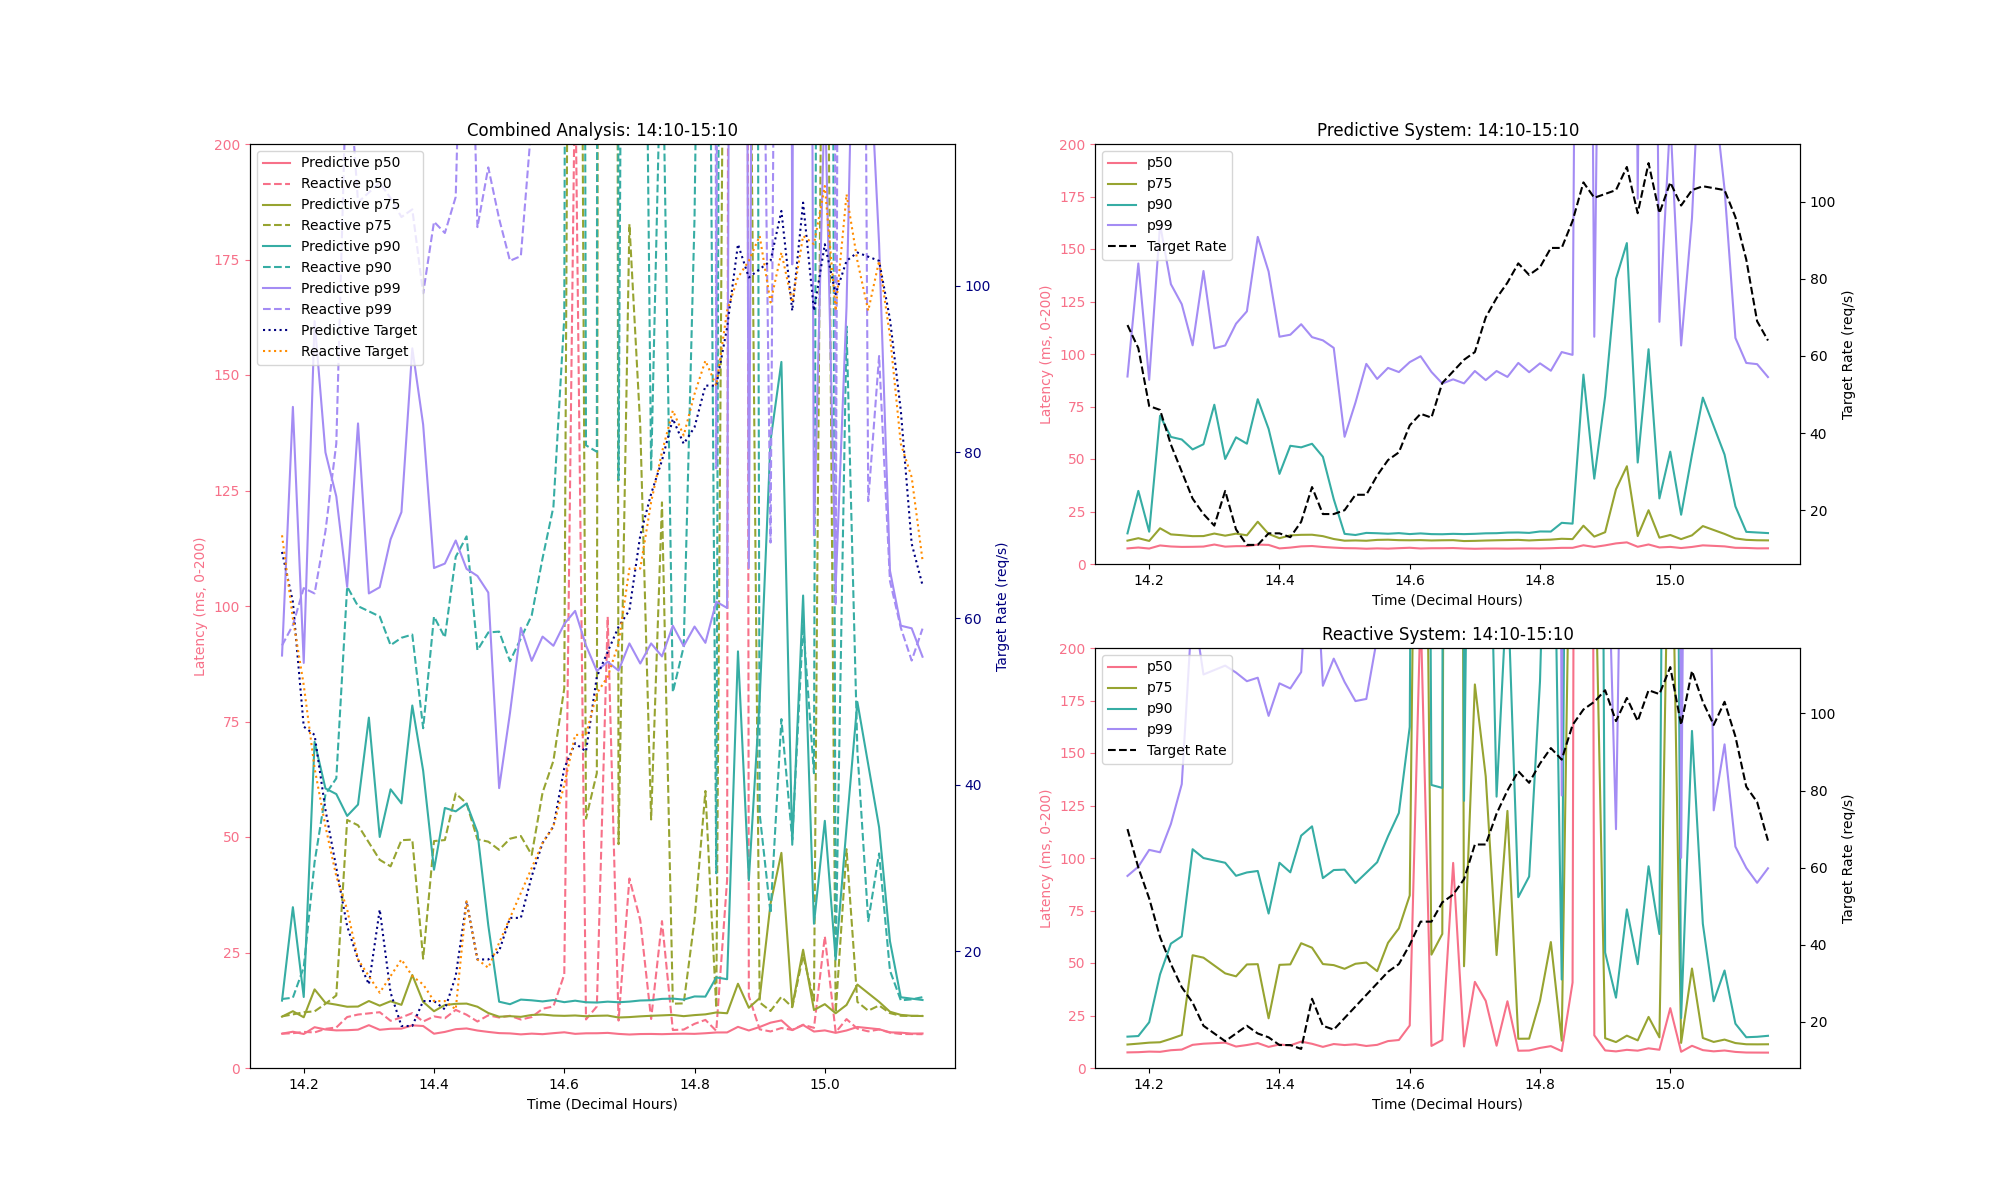 Combined Analysis: 14:10-15:10
200
175
150
125
100
75
50
25
0
Latency (ms, 0-200)
Predictive p50
Reactive p50
Predictive p75
Reactive p75
Predictive p90
Reactive p90
Predictive p99
Reactive p99
Predictive Target
Reactive Target
100
80
60
40
20
Target Rate (req/s)
14.2 14.4 14.6 14.8 15.0
Time (Decimal Hours)
Predictive System: 14:10-15:10
200
175
150
125
100
75
50
25
0
Latency (ms, 0-200)
p50
p75
p90
p99
Target Rate
100
80
60
40
20
Target Rate (req/s)
14.2 14.4 14.6 14.8 15.0
Time (Decimal Hours)
Reactive System: 14:10-15:10
200
175
150
125
100
75
50
25
0
Latency (ms, 0-200)
p50
p75
p90
p99
Target Rate
100
80
60
40
20
Target Rate (req/s)
14.2 14.4 14.6 14.8 15.0
Time (Decimal Hours)